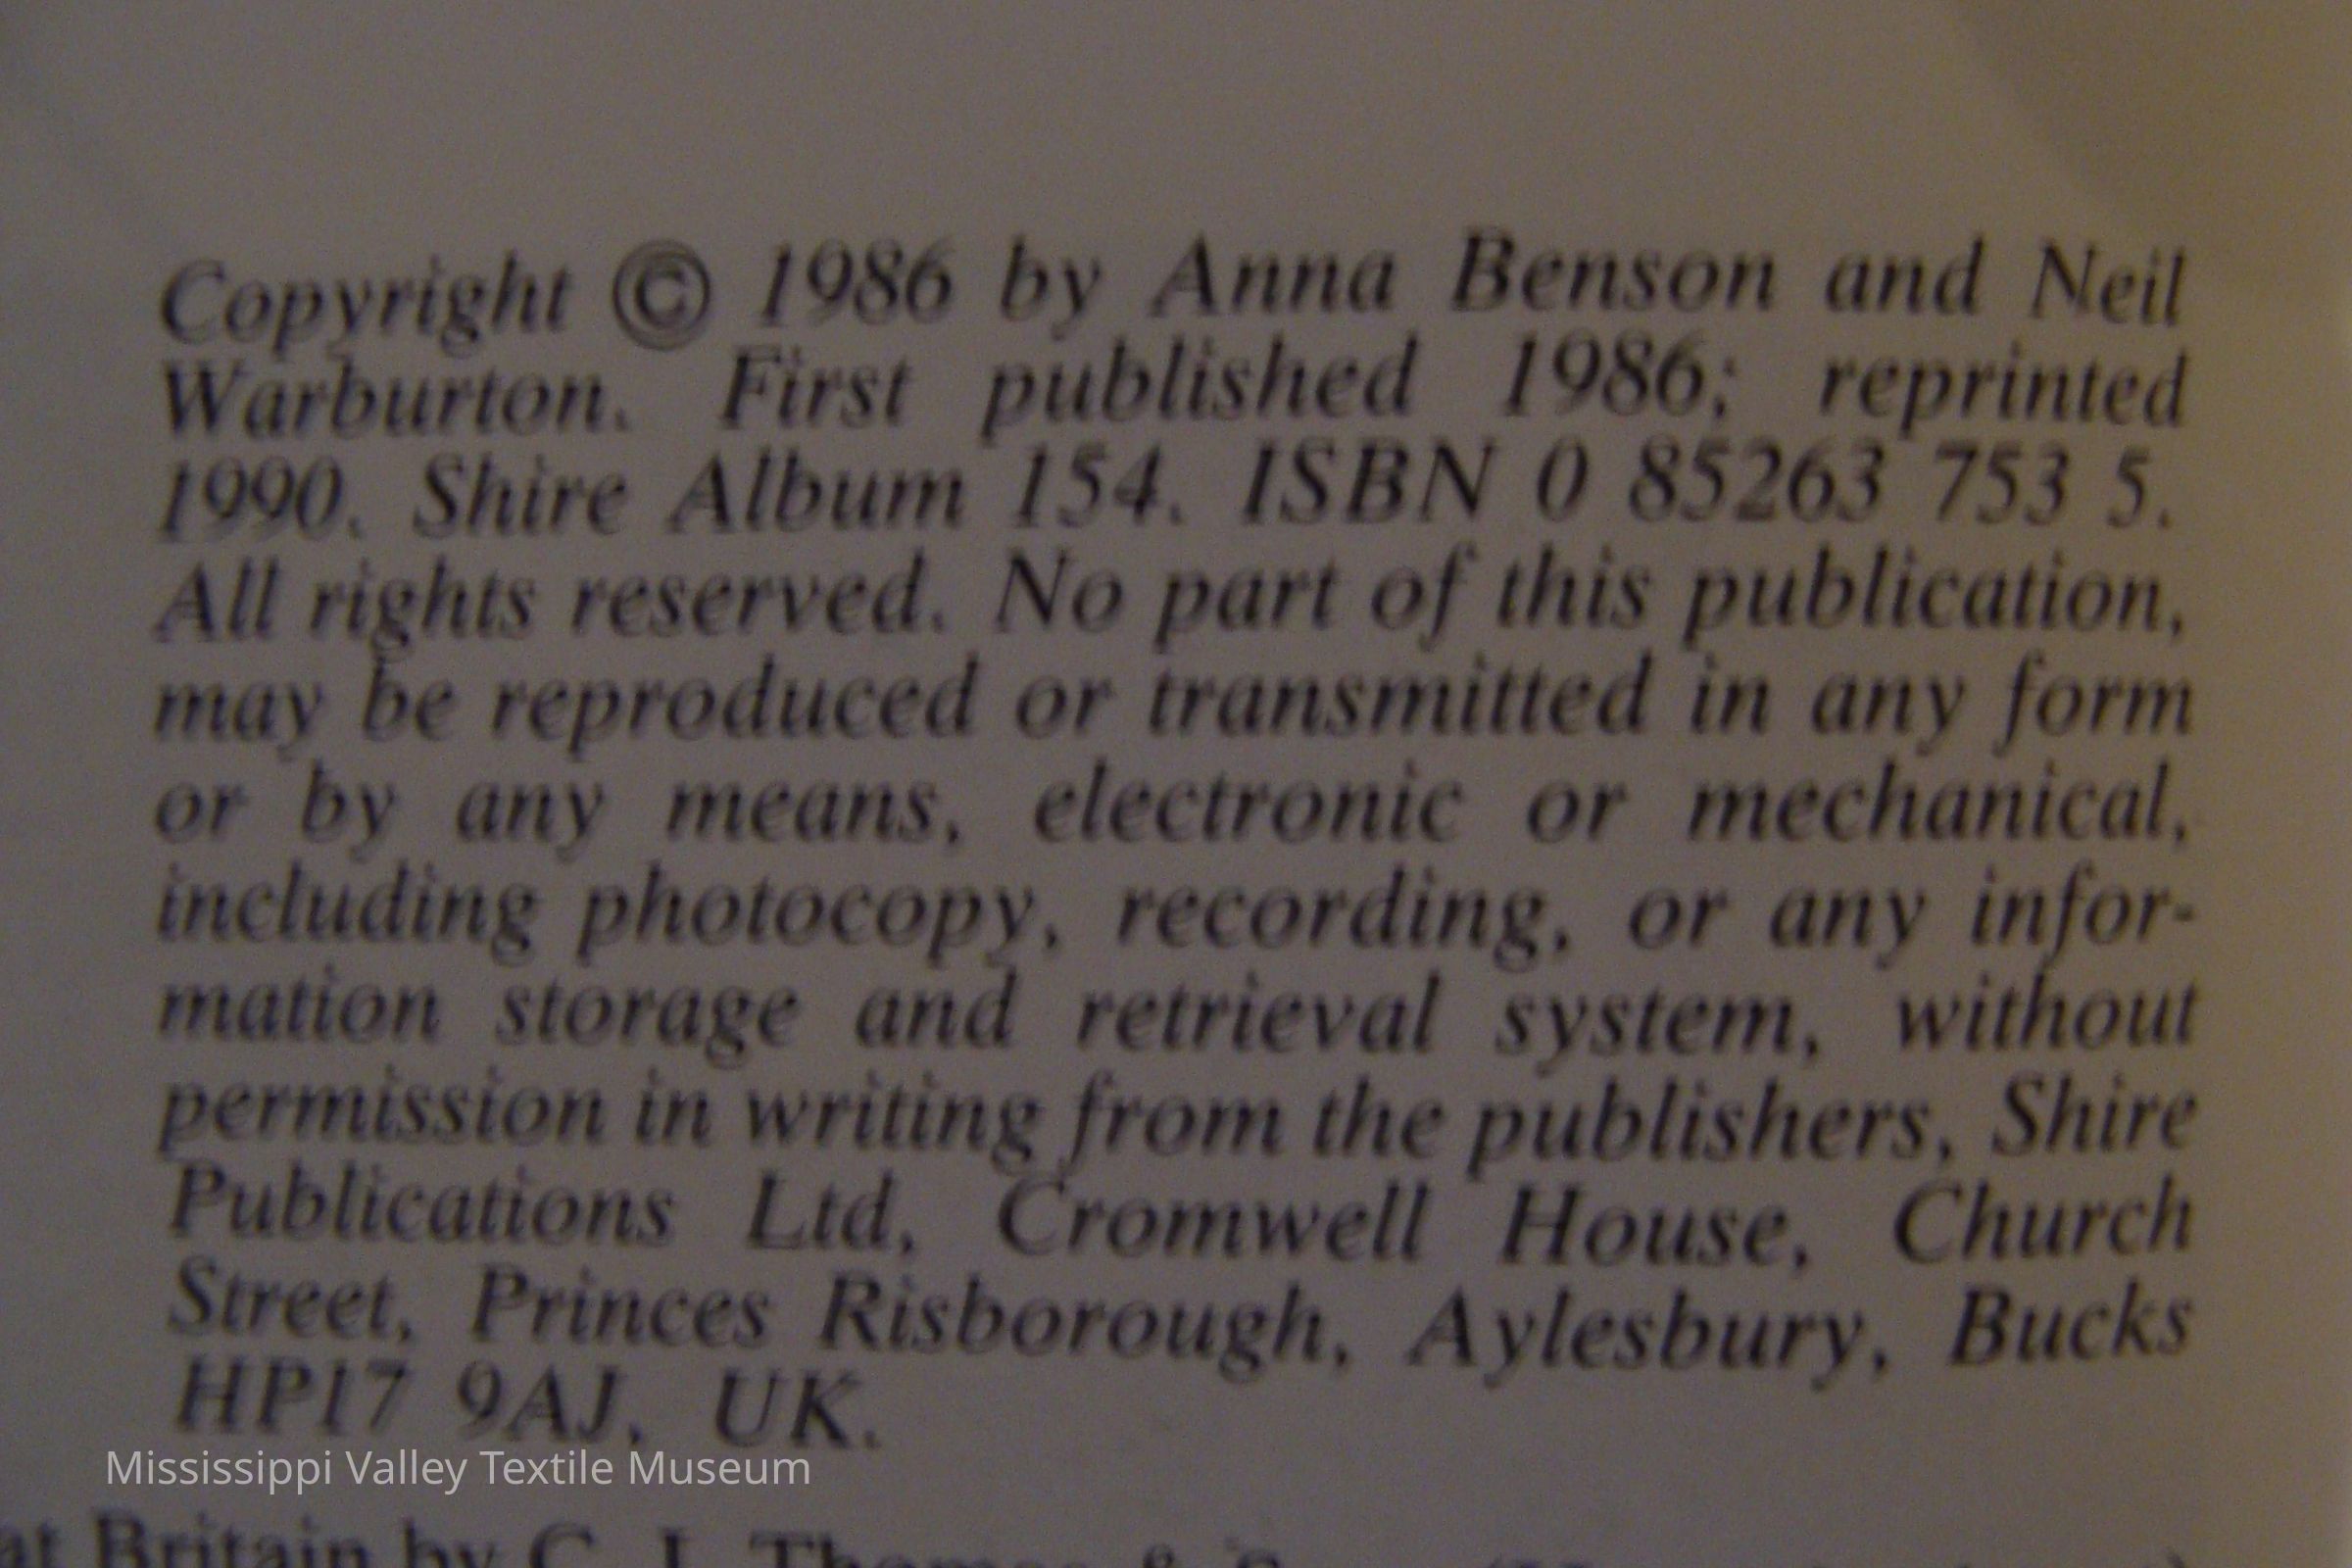 Copyright © 1986 by Anna Benson and Neil
Warburton. First published 1986; reprinted
1990. Shire Album 154. ISBN 0 85263 753 5.
All rights reserved. No part of this publication,
may be reproduced or transmitted in any form
or by any means, electronic or mechanical,
including photocopy, recording, or any infor-
mation storage and retrieval system, without
permission in writing from the publishers, Shire
Publications Ltd, Cromwell House, Church
Street, Princes Risborough, Aylesbury, Bucks
HP17 9AJ, UK.
Mississippi Valley Textile Museum
at Britain by C. I. Thomas &